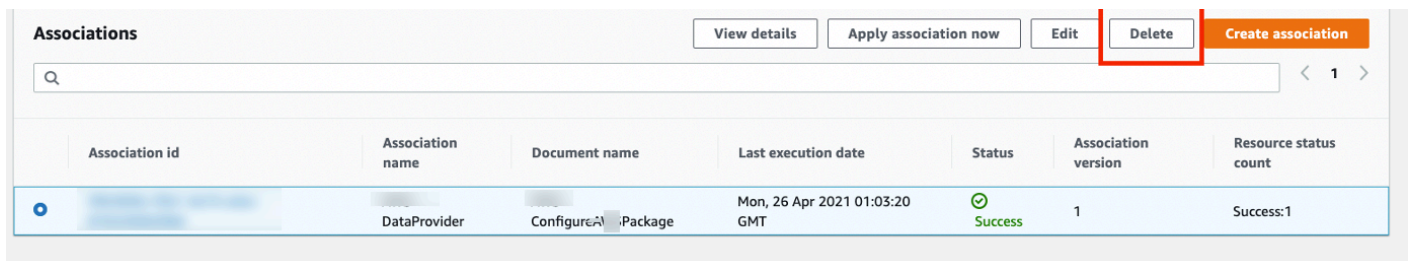 Associations
View details
Apply association now
Edit
Delete
Create association
1
Association id
Association name
Document name
Last execution date
Status
Association version
Resource status count
DataProvider
Mon, 26 Apr 2021 01:03:20 GMT
Success
1
Success:1